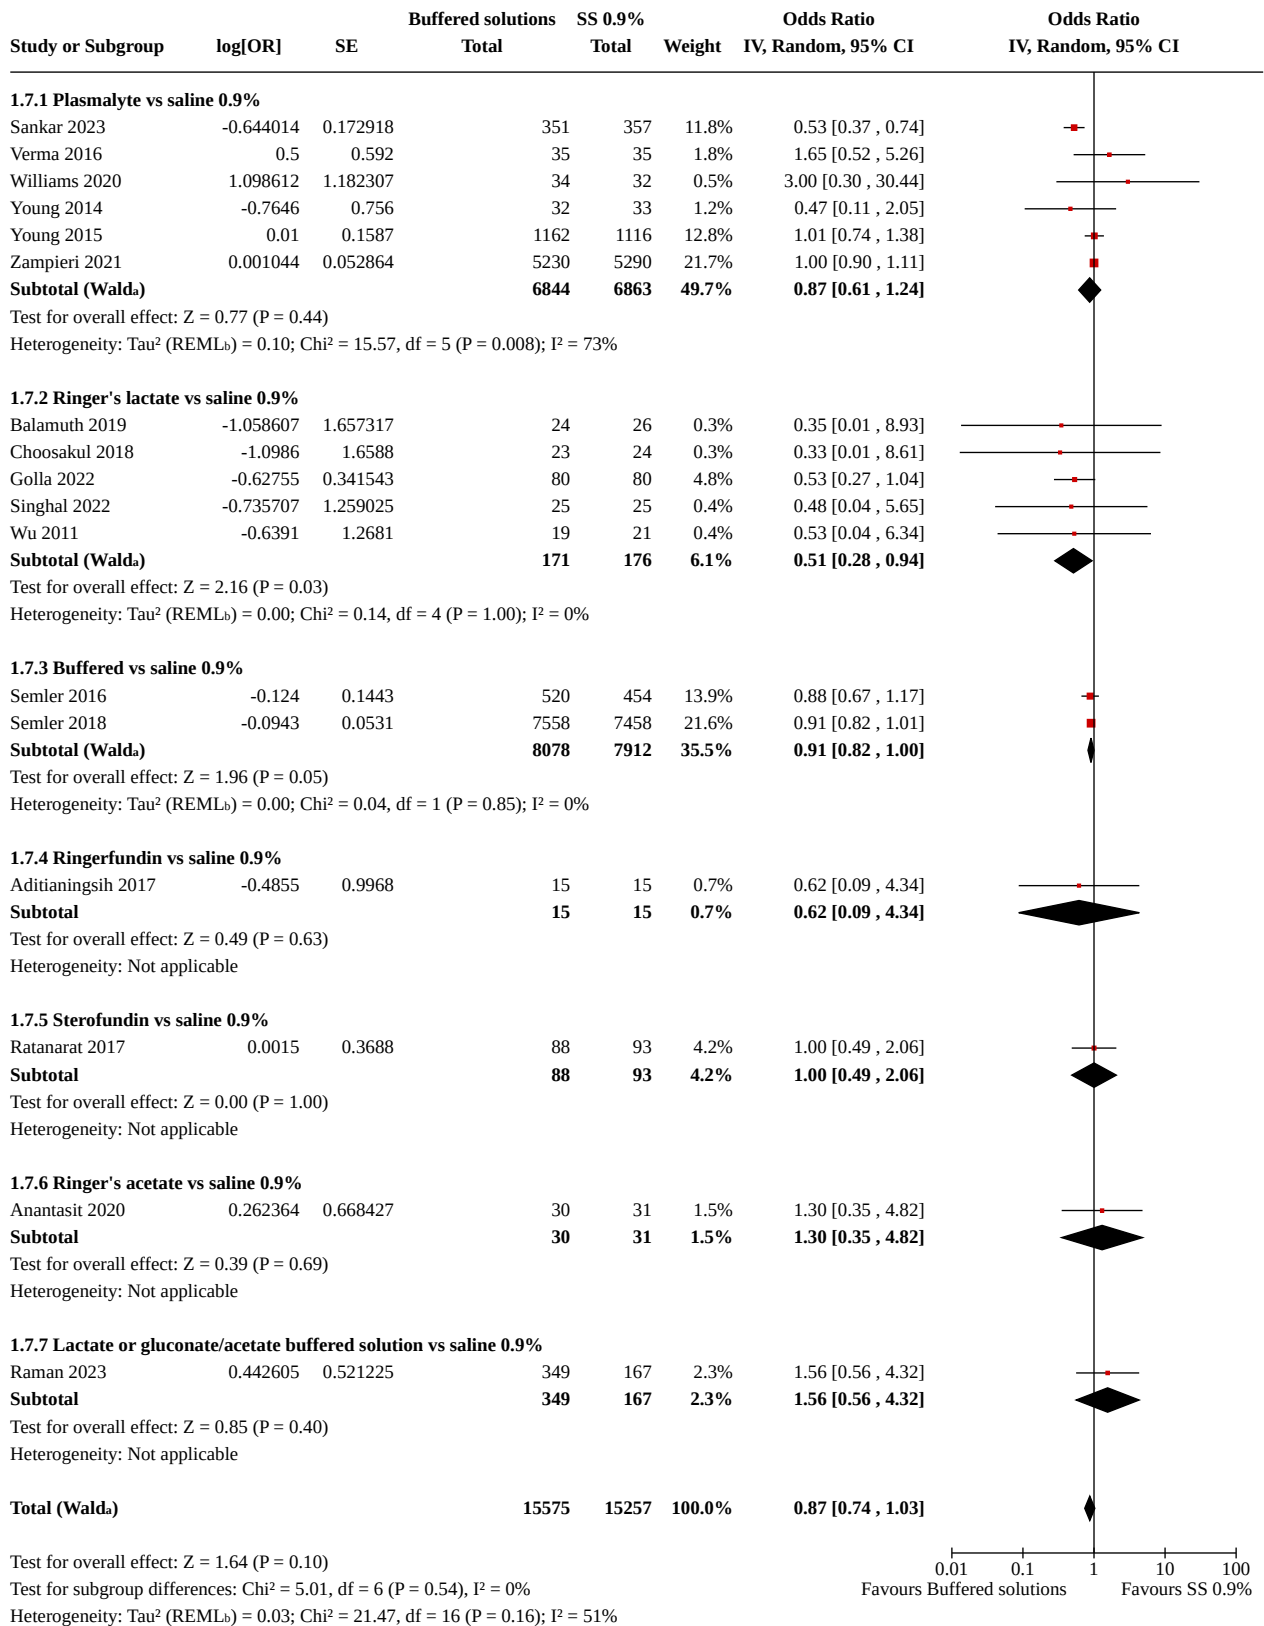 Buffered solutions SS 0.9% Odds Ratio Odds Ratio
Study or Subgroup log[OR] SE Total Total Weight IV, Random, 95% CI IV, Random, 95% CI
1.7.1 Plasmalyte vs saline 0.9%
Sankar 2023 -0.644014 0.172918 351 357 11.8% 0.53 [0.37 , 0.74]
Verma 2016 0.5 0.592 35 35 1.8% 1.65 [0.52 , 5.26]
Williams 2020 1.098612 1.182307 34 32 0.5% 3.00 [0.30 , 30.44]
Young 2014 -0.7646 0.756 32 33 1.2% 0.47 [0.11 , 2.05]
Young 2015 0.01 0.1587 1162 1116 12.8% 1.01 [0.74 , 1.38]
Zampieri 2021 0.001044 0.052864 5230 5290 21.7% 1.00 [0.90 , 1.11]
Subtotal (Waldₐ) 6844 6863 49.7% 0.87 [0.61 , 1.24]
Test for overall effect: Z = 0.77 (P = 0.44)
Heterogeneity: Tau² (REMLb) = 0.10; Chi² = 15.57, df = 5 (P = 0.008); I² = 73%
1.7.2 Ringer's lactate vs saline 0.9%
Balamuth 2019 -1.058607 1.657317 24 26 0.3% 0.35 [0.01 , 8.93]
Choosakul 2018 -1.0986 1.6588 23 24 0.3% 0.33 [0.01 , 8.61]
Golla 2022 -0.62755 0.341543 80 80 4.8% 0.53 [0.27 , 1.04]
Singhal 2022 -0.735707 1.259025 25 25 0.4% 0.48 [0.04 , 5.65]
Wu 2011 -0.6391 1.2681 19 21 0.4% 0.53 [0.04 , 6.34]
Subtotal (Waldₐ) 171 176 6.1% 0.51 [0.28 , 0.94]
Test for overall effect: Z = 2.16 (P = 0.03)
Heterogeneity: Tau² (REMLb) = 0.00; Chi² = 0.14, df = 4 (P = 1.00); I² = 0%
1.7.3 Buffered vs saline 0.9%
Semler 2016 -0.124 0.1443 520 454 13.9% 0.88 [0.67 , 1.17]
Semler 2018 -0.0943 0.0531 7558 7458 21.6% 0.91 [0.82 , 1.01]
Subtotal (Waldₐ) 8078 7912 35.5% 0.91 [0.82 , 1.00]
Test for overall effect: Z = 1.96 (P = 0.05)
Heterogeneity: Tau² (REMLb) = 0.00; Chi² = 0.04, df = 1 (P = 0.85); I² = 0%
1.7.4 Ringerfundin vs saline 0.9%
Aditianingsih 2017 -0.4855 0.9968 15 15 0.7% 0.62 [0.09 , 4.34]
Subtotal 15 15 0.7% 0.62 [0.09 , 4.34]
Test for overall effect: Z = 0.49 (P = 0.63)
Heterogeneity: Not applicable
1.7.5 Sterofundin vs saline 0.9%
Ratanarat 2017 0.0015 0.3688 88 93 4.2% 1.00 [0.49 , 2.06]
Subtotal 88 93 4.2% 1.00 [0.49 , 2.06]
Test for overall effect: Z = 0.00 (P = 1.00)
Heterogeneity: Not applicable
1.7.6 Ringer's acetate vs saline 0.9%
Anantasit 2020 0.262364 0.668427 30 31 1.5% 1.30 [0.35 , 4.82]
Subtotal 30 31 1.5% 1.30 [0.35 , 4.82]
Test for overall effect: Z = 0.39 (P = 0.69)
Heterogeneity: Not applicable
1.7.7 Lactate or gluconate/acetate buffered solution vs saline 0.9%
Raman 2023 0.442605 0.521225 349 167 2.3% 1.56 [0.56 , 4.32]
Subtotal 349 167 2.3% 1.56 [0.56 , 4.32]
Test for overall effect: Z = 0.85 (P = 0.40)
Heterogeneity: Not applicable
Total (Waldₐ) 15575 15257 100.0% 0.87 [0.74 , 1.03]
Test for overall effect: Z = 1.64 (P = 0.10)
Test for subgroup differences: Chi² = 5.01, df = 6 (P = 0.54), I² = 0%
Heterogeneity: Tau² (REMLb) = 0.03; Chi² = 21.47, df = 16 (P = 0.16); I² = 51%
0.01 0.1 1 10 100
Favours Buffered solutions Favours SS 0.9%